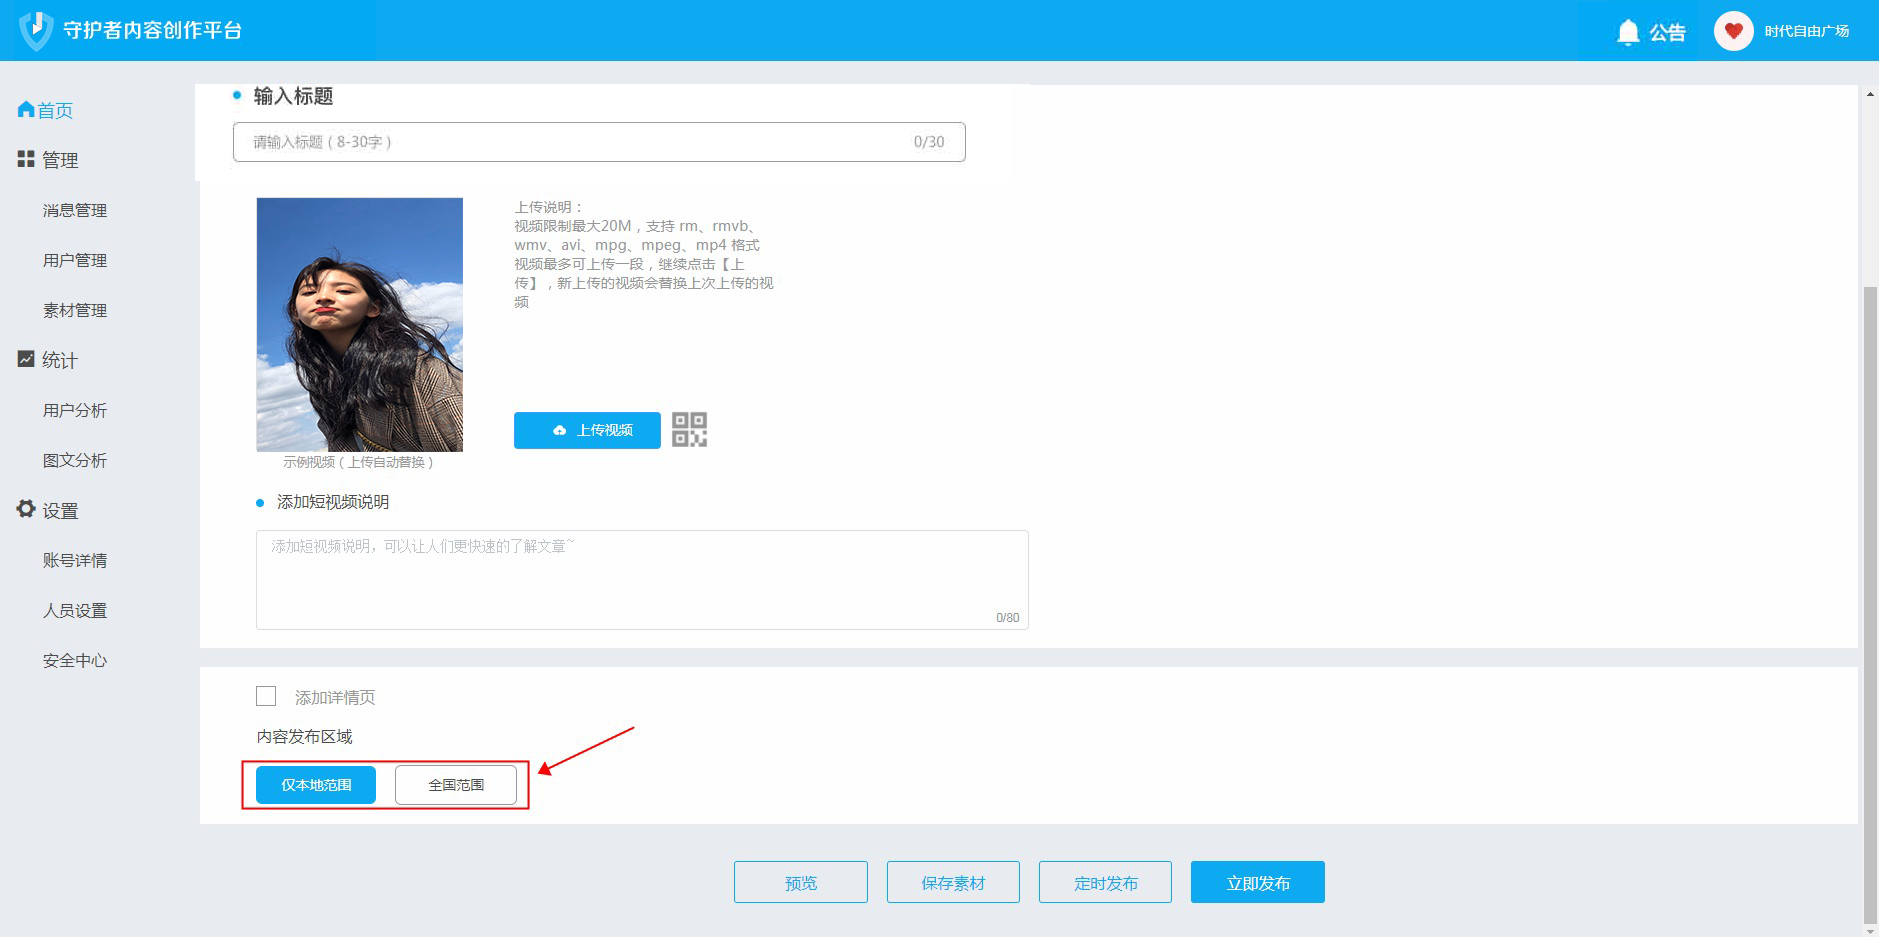 守护者内容创作平台
公告
时代自由广场
首页
管理
消息管理
用户管理
素材管理
统计
用户分析
图文分析
设置
账号详情
人员设置
安全中心
输入标题
请输入标题（8-30字）
0/30
上传说明：
视频限制最大20M，支持 rm、rmvb、
wmv、avi、mpg、mpeg、mp4 格式
视频最多可上传一段，继续点击【上
传】，新上传的视频会替换上次上传的视
频
上传视频
示例视频（上传自动替换）
添加短视频说明
添加短视频说明，可以让人们更快速的了解文章~
0/80
添加详情页
内容发布区域
仅本地范围
全国范围
预览
保存素材
定时发布
立即发布